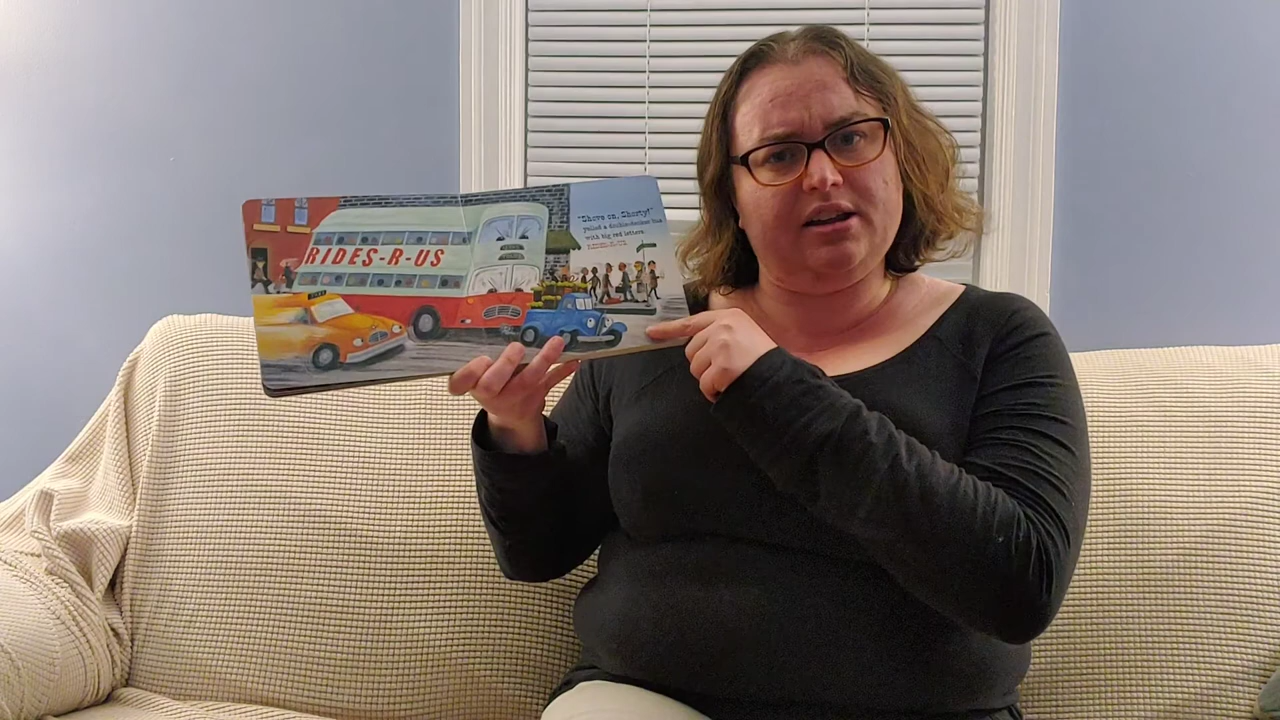 RIDES-R-US
"Shove on, Shorty!"
yelled a double-decker bus
with big red letters